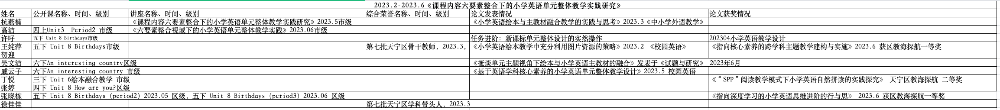 2023.2-2023.6《课程内容六要素整合下的小学英语单元整体教学实践研究》
姓名 公开课名称、时间、级别 讲座名称、时间、级别 综合荣誉名称、时间、级别 论文发表情况 论文获奖情况
杭燕楠 《课程内容六要素整合下的小学英语单元整体教学实践研究》2023.5市级 《小学英语绘本与主教材融合教学的实践与思考》2023.3《中小学外语教学》
高洁 四上Unit3 Period2 市级 《六要素整合视域下的小学英语单元整体教学实践》2023.06市级
许吁 五下 Unit 8 Birthdays市级 任务进阶：新课标单元整体设计的实然操作 202304小学英语教学设计
王姹萍 五下 Unit 8 Birthdays市级 第七批天宁区骨干教师，2023.3， 《小学英语绘本教学中充分利用图片资源的策略》2023.2 《校园英语》 《指向核心素养的跨学科主题教学建构与实施》2023.6 获区教海探航一等奖
贺迎
吴文洁 六下An interesting country区级 《摭谈单元主题视角下绘本与小学英语主教材的融合》发表于《试题与研究》 2023年6月
戚云子 六下An interesting country 市级 《基于英语学科核心素养的小学英语单元整体教学设计》2023.5 校园英语
丁悦 三下 Unit 6绘本融合教学 市级 《“SPP”阅读教学模式下小学英语自然拼读的实践探究》 天宁区教海探航 二等奖
张婷 四下 Unit 8 How are you?区级
张晓栋 五下 Unit 8 Birthdays（period2）2023.05 区级，五下 Unit 8 Birthdays（period3）2023.06 区级 《指向深度学习的小学英语思维进阶的行与思》 2023.6 获区教海探航一等奖
徐佳佳 第七批天宁区学科带头人，2023.3